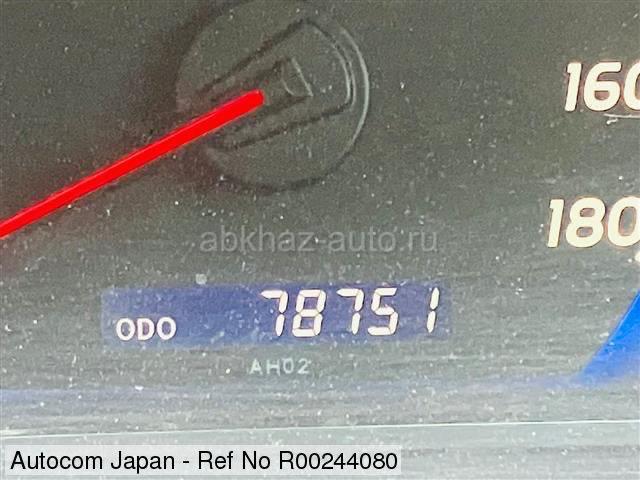 160
180
abkhaz-auto.ru
ODO 78751
AH02
Autocom Japan - Ref No R00244080